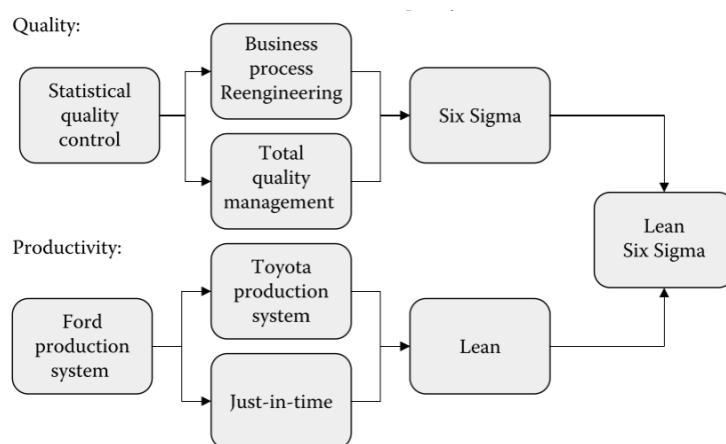 Quality:
Statistical
quality
control
Business
process
Reengineering
Total
quality
management
Six Sigma
Lean
Six Sigma
Productivity:
Ford
production
system
Toyota
production
system
Just-in-time
Lean